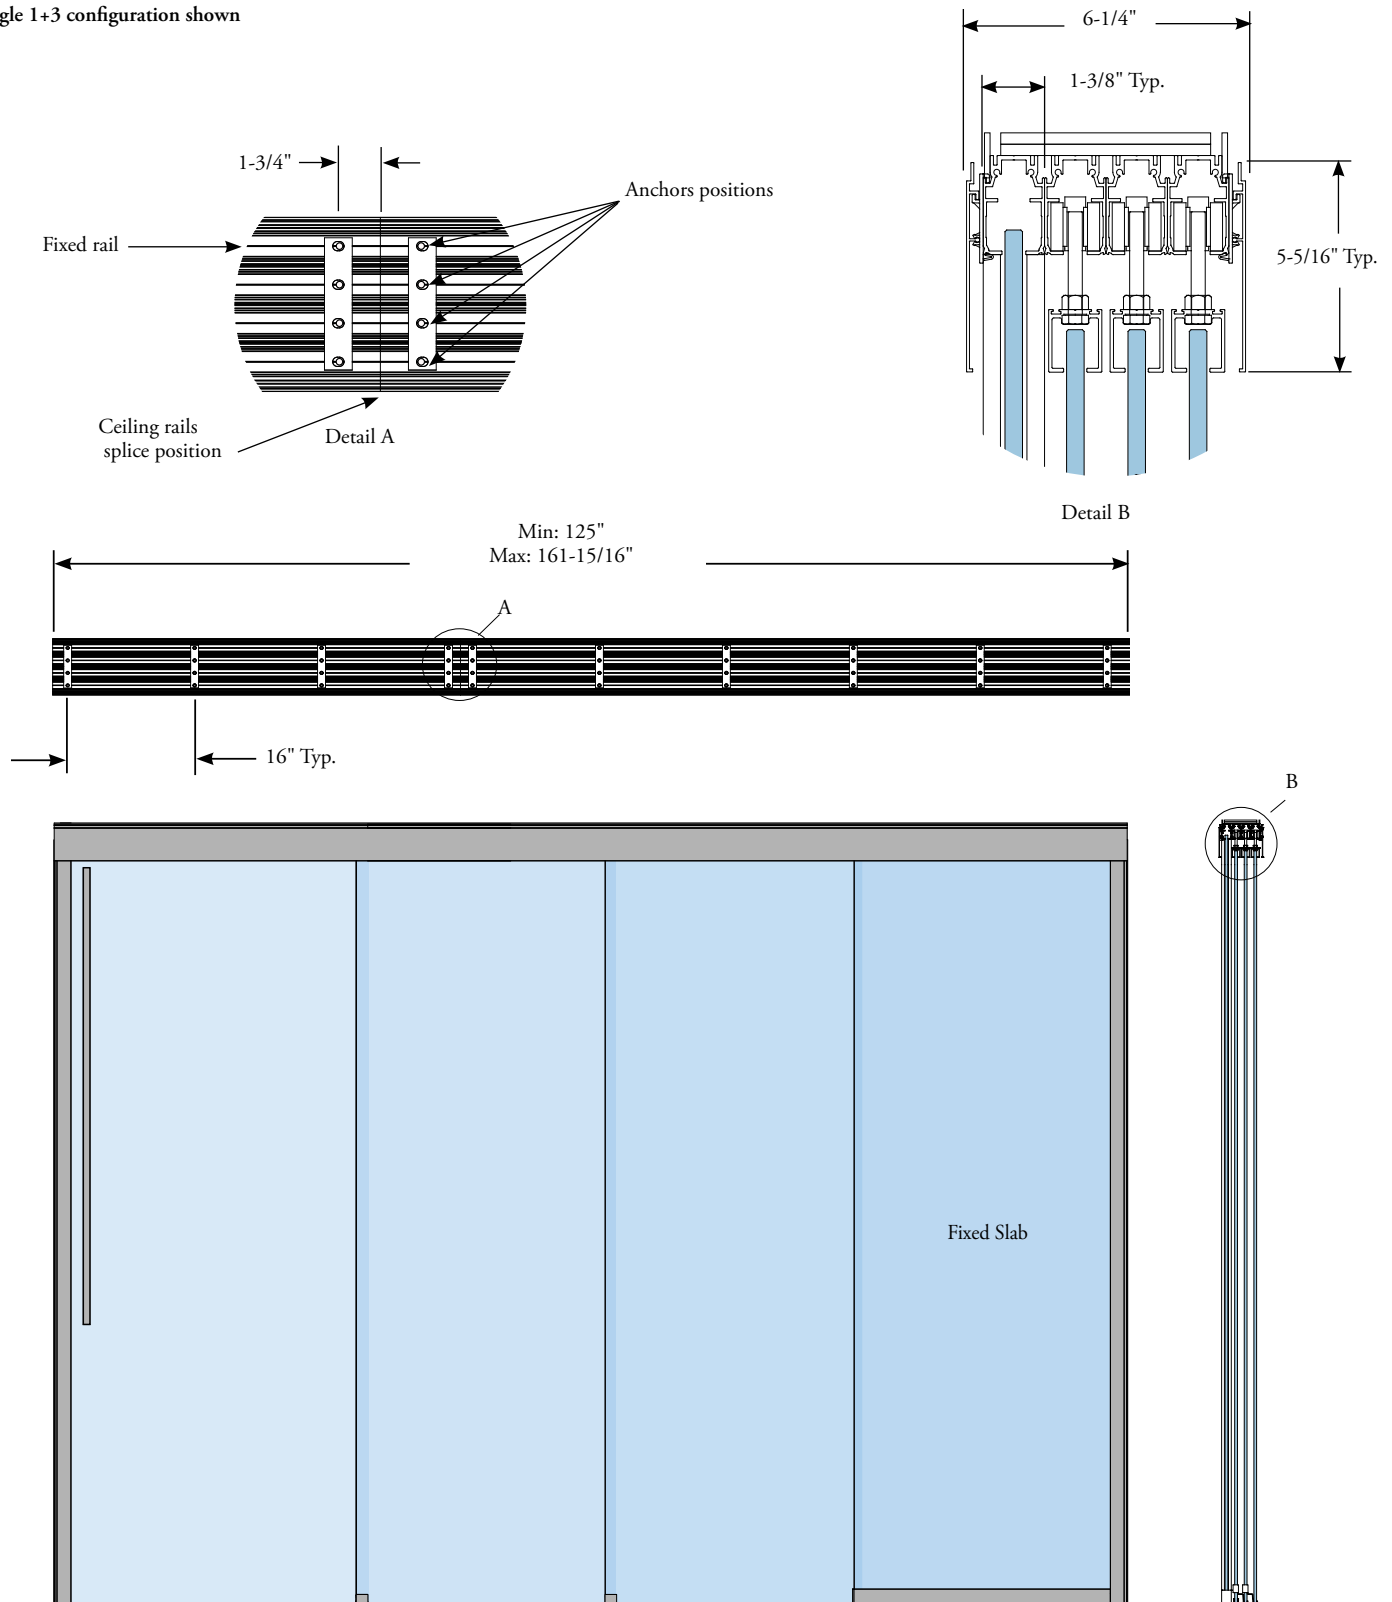 gle 1+3 configuration shown
6-1/4"
1-3/8" Typ.
1-3/4"
Anchors positions
Fixed rail
5-5/16" Typ.
Ceiling rails
splice position
Detail A
Detail B
Min: 125"
Max: 161-15/16"
A
16" Typ.
B
Fixed Slab